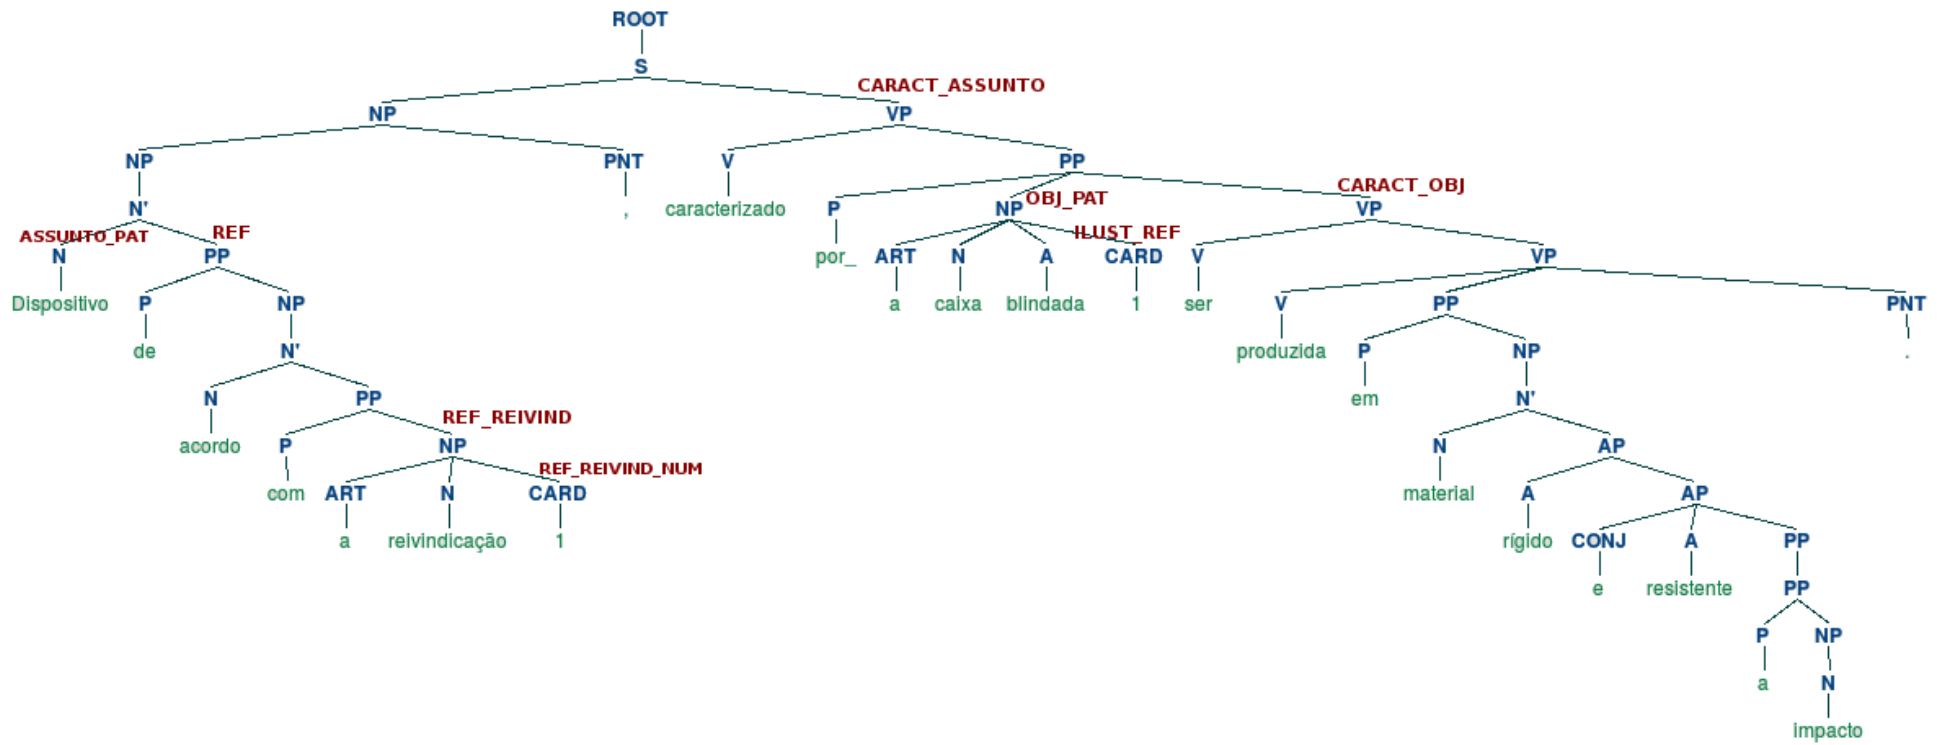 ROOT
S
CARACT_ASSUNTO
NP VP
NP PNT V PP
CARACT_OBJ
N' , caracterizado P NP OBJ_PAT VP
ASSUNTO_PAT REF ILUST_REF
N PP por_ ART N A CARD V VP
Dispositivo P NP a caixa blindada 1 ser V PP PNT
de N' produzida P NP .
N PP em N'
REF_REIVIND
acordo P NP N AP
REF_REIVIND_NUM
com ART N CARD material A AP
a reivindicação 1 rígido CONJ A PP
e resistente PP
P NP
a N
impacto